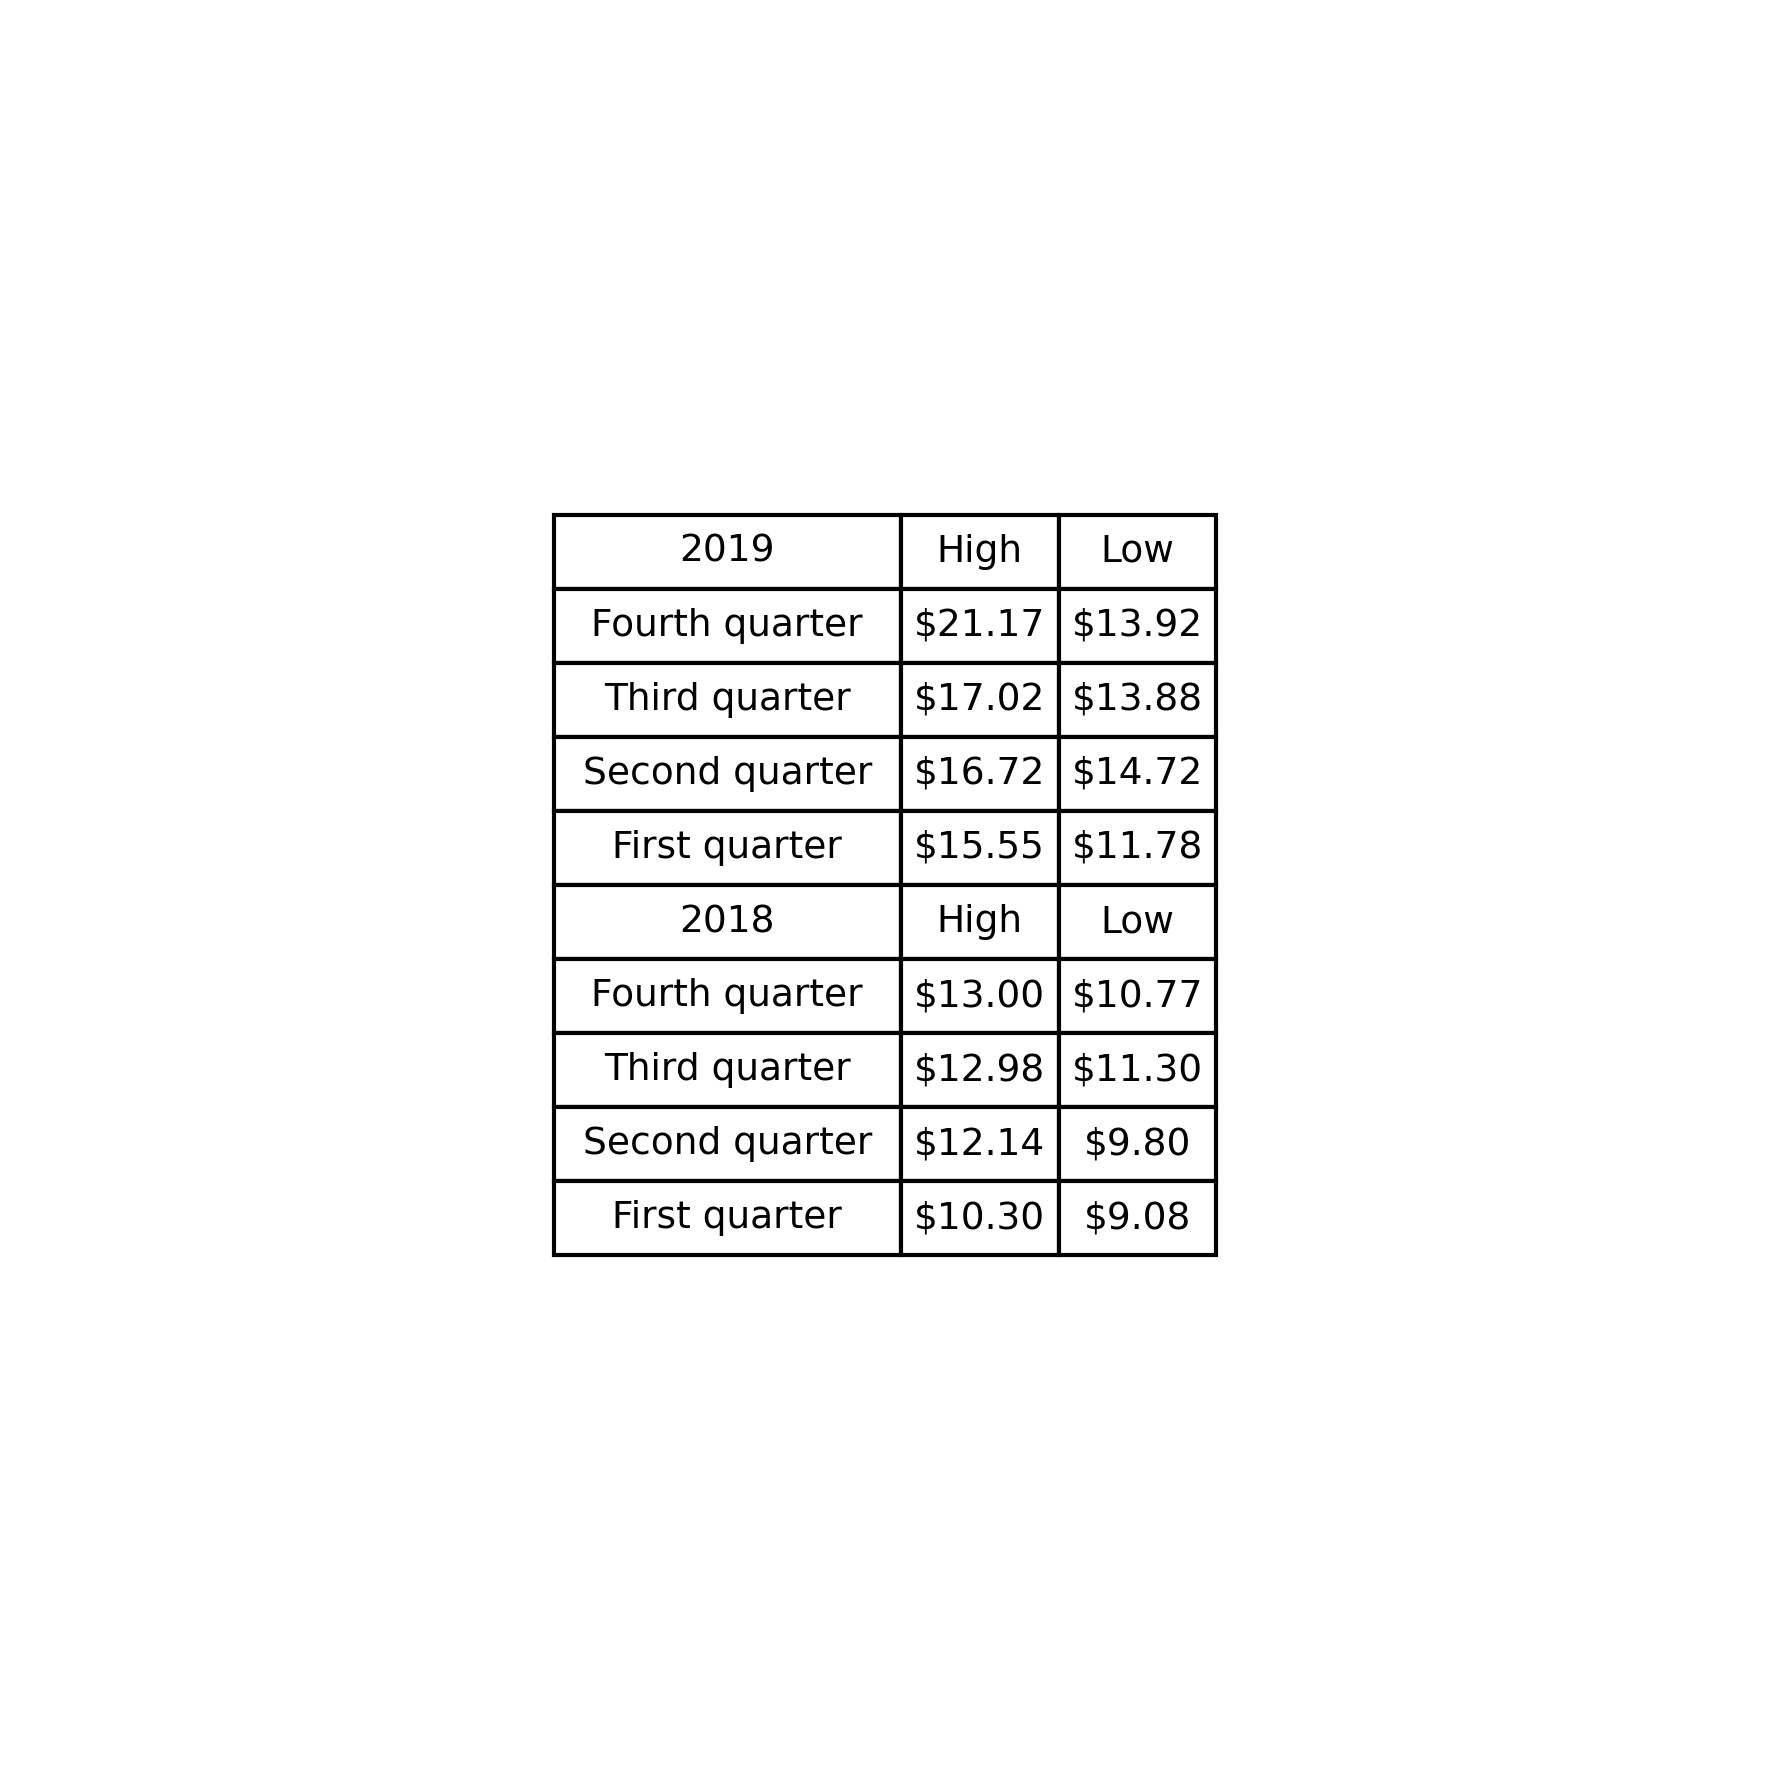 2019 High Low
Fourth quarter $21.17 $13.92
Third quarter $17.02 $13.88
Second quarter $16.72 $14.72
First quarter $15.55 $11.78
2018 High Low
Fourth quarter $13.00 $10.77
Third quarter $12.98 $11.30
Second quarter $12.14 $9.80
First quarter $10.30 $9.08